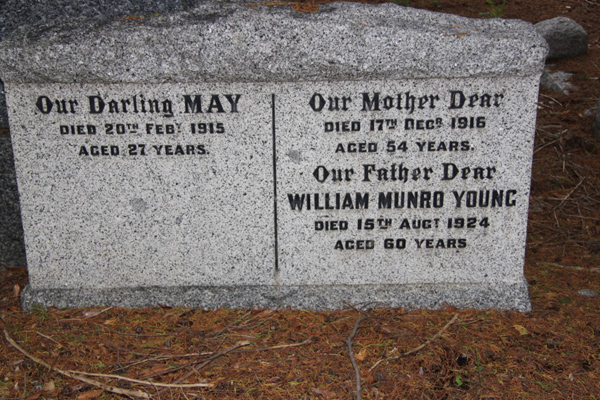 Our Darling MAY
DIED 20TH FEBY 1915
AGED 27 YEARS.
Our Mother Dear
DIED 17TH DECR 1916
AGED 54 YEARS.
Our Father Dear
WILLIAM MUNRO YOUNG
DIED 15TH AUGT 1924
AGED 60 YEARS